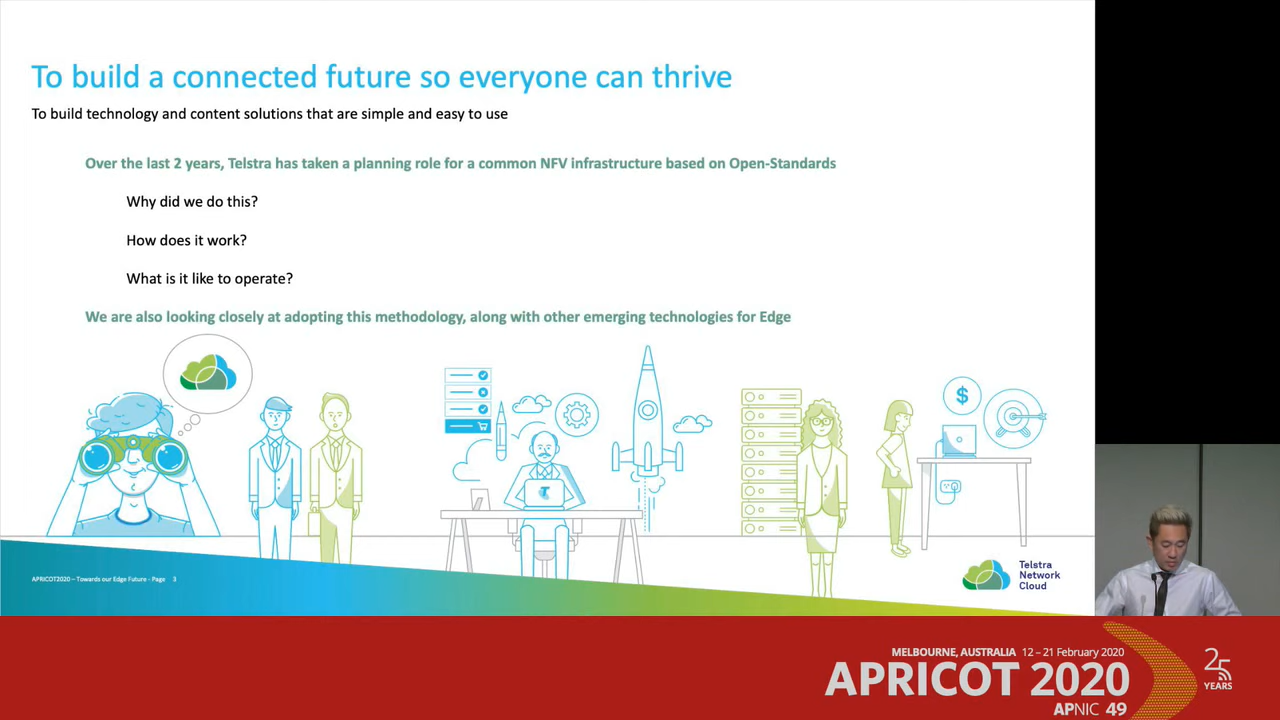 To build a connected future so everyone can thrive
To build technology and content solutions that are simple and easy to use
Over the last 2 years, Telstra has taken a planning role for a common NFV infrastructure based on Open-Standards
Why did we do this?
How does it work?
What is it like to operate?
We are also looking closely at adopting this methodology, along with other emerging technologies for Edge
$
APRICOT2020 – Towards our Edge Future - Page 3
Telstra
Network
Cloud
MELBOURNE, AUSTRALIA 12 – 21 February 2020
APRICOT 2020
APNIC 49
25
YEARS